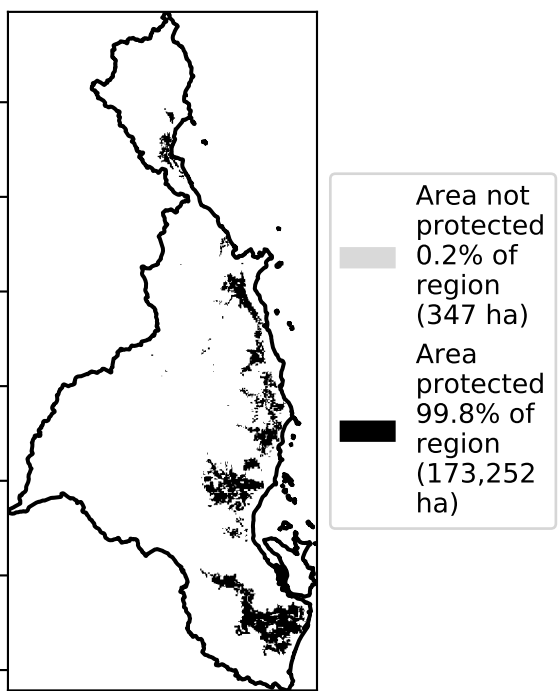 Area not
protected
0.2% of
region
(347 ha)
Area
protected
99.8% of
region
(173,252
ha)